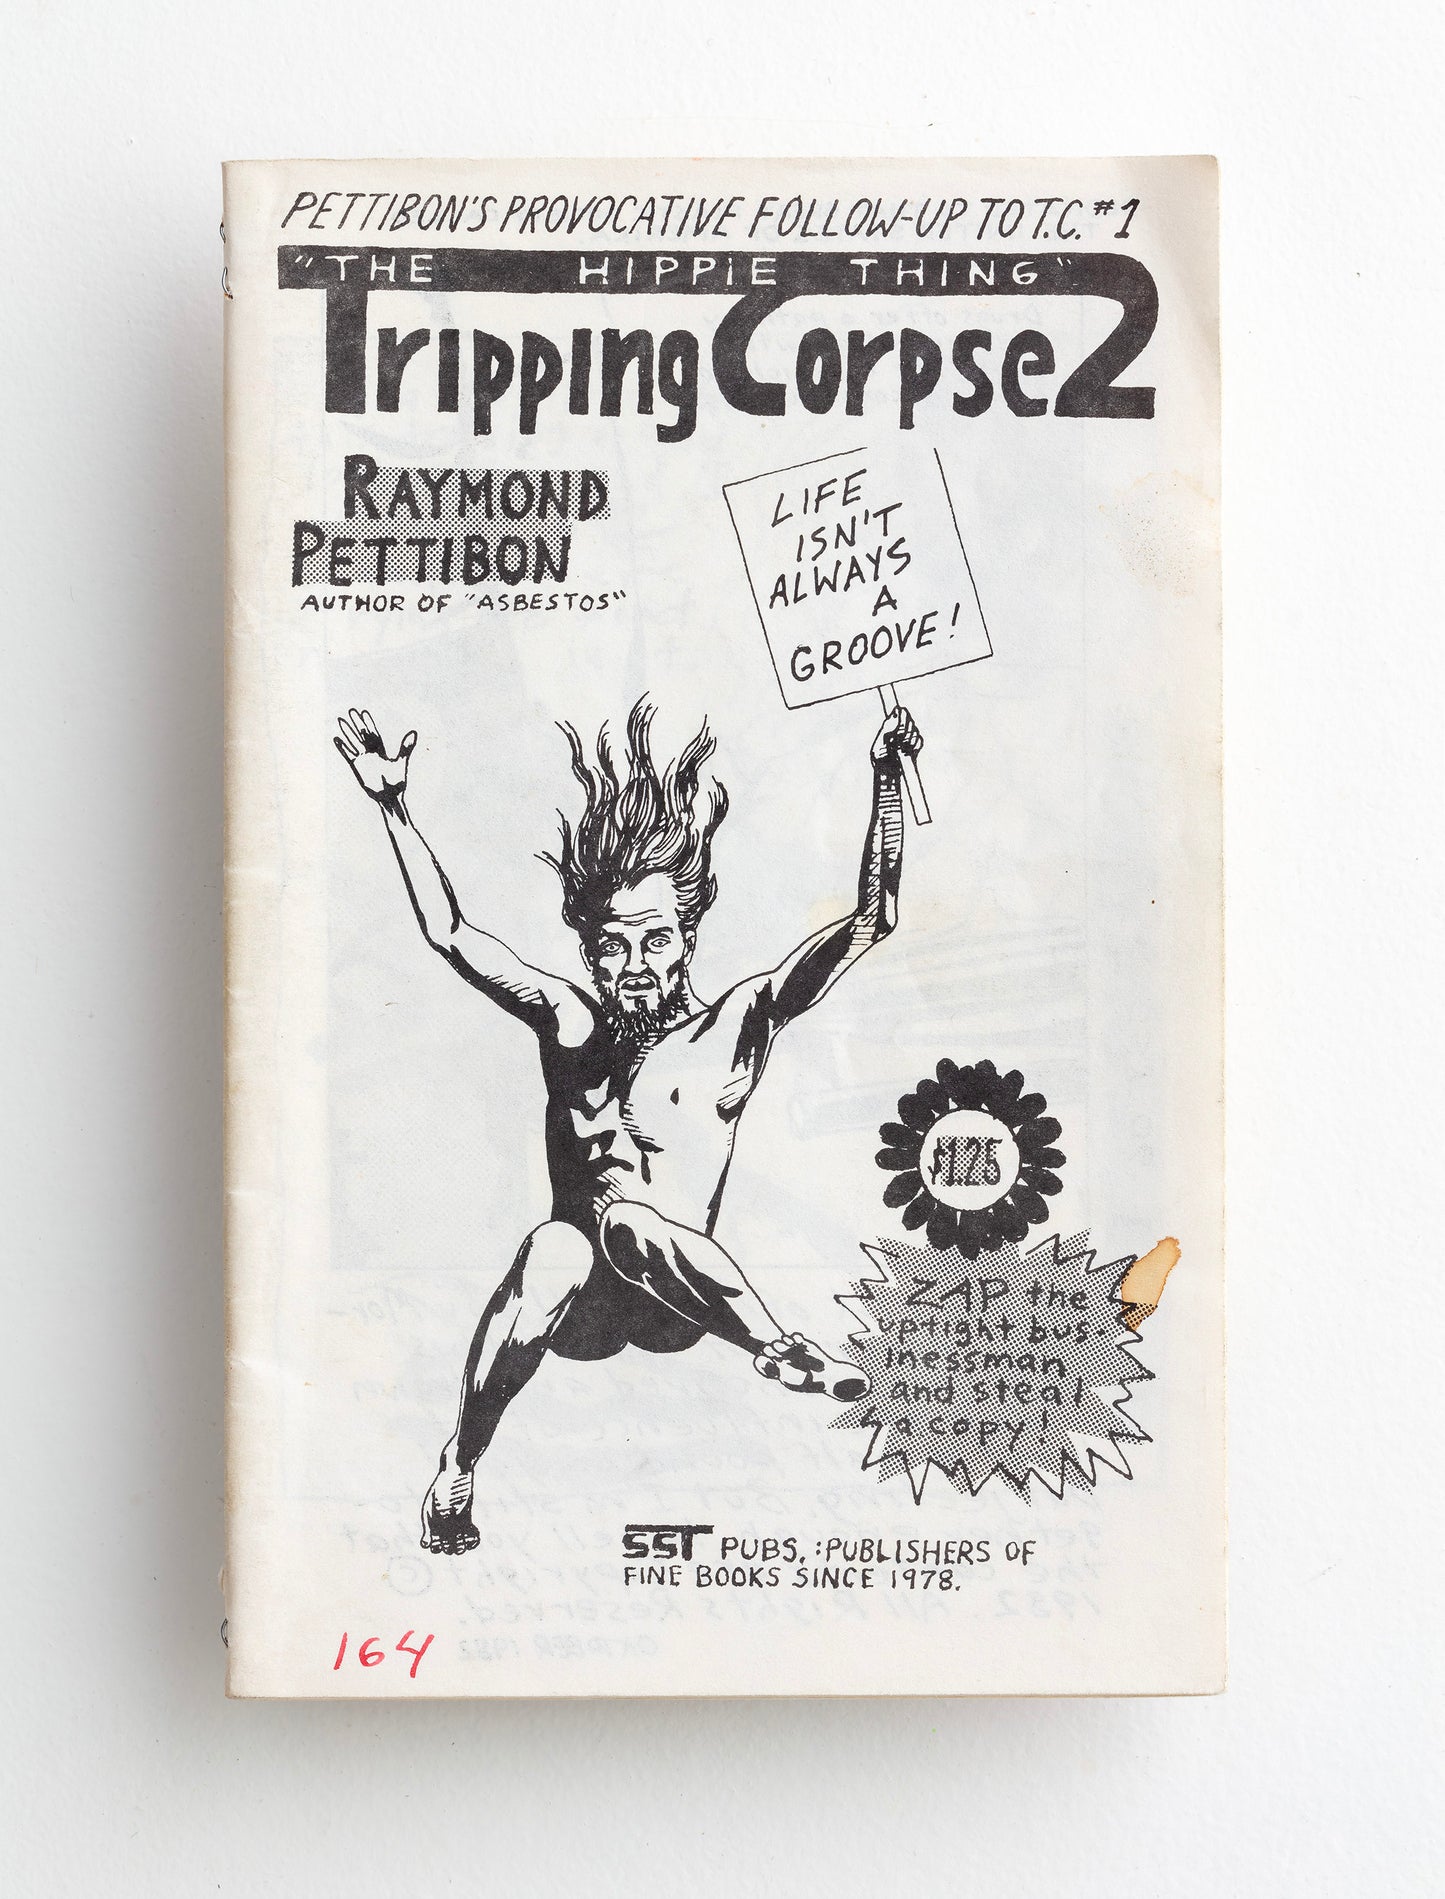 PETTIBON'S PROVOCATIVE FOLLOW-UP TO T.C. #1
"THE HIPPIE THING"
Tripping Corpse 2
RAYMOND
PETTIBON
AUTHOR OF "ASBESTOS"
LIFE
ISN'T
ALWAYS
A
GROOVE!
$1.25
ZAP the
uptight bus-
inessman
and steal
a copy!
SST PUBS.:PUBLISHERS OF
FINE BOOKS SINCE 1978.
164